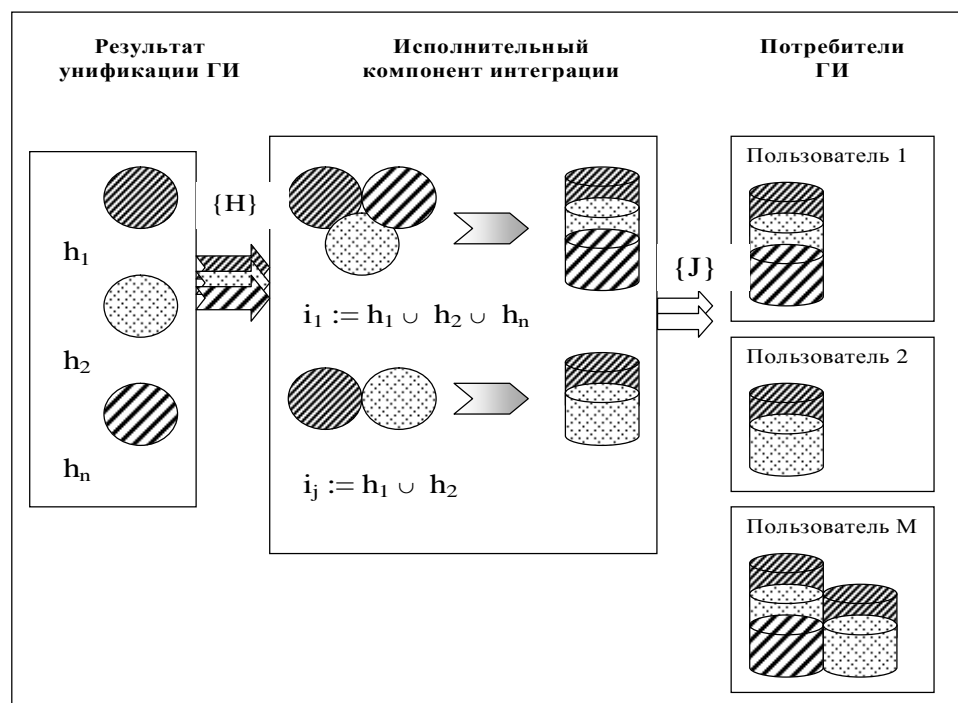 Результат
унификации ГИ
Исполнительный
компонент интеграции
Потребители
ГИ
h₁
h₂
hₙ
{H}
i₁ := h₁ ∪ h₂ ∪ hₙ
iⱼ := h₁ ∪ h₂
{J}
Пользователь 1
Пользователь 2
Пользователь M